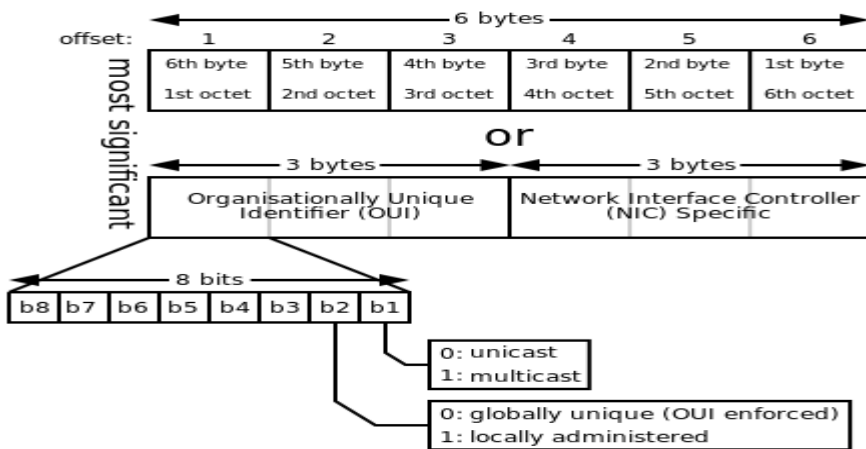 6 bytes
offset: 1 2 3 4 5 6
most significant
6th byte 5th byte 4th byte 3rd byte 2nd byte 1st byte
1st octet 2nd octet 3rd octet 4th octet 5th octet 6th octet
or
3 bytes 3 bytes
Organisationally Unique Network Interface Controller
Identifier (OUI) (NIC) Specific
8 bits
b8 b7 b6 b5 b4 b3 b2 b1
0: unicast
1: multicast
0: globally unique (OUI enforced)
1: locally administered